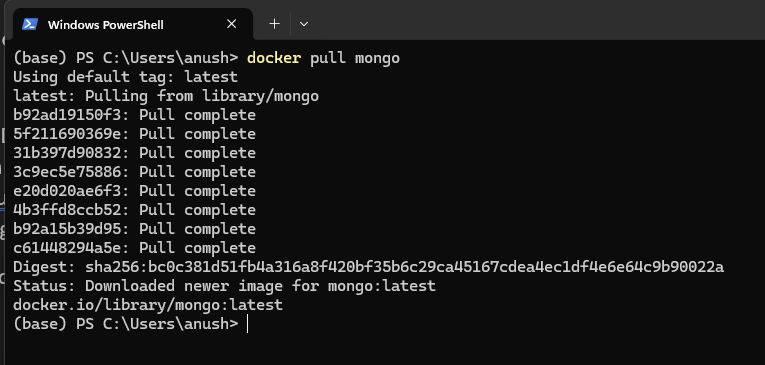 Windows PowerShell
(base) PS C:\Users\anush> docker pull mongo
Using default tag: latest
latest: Pulling from library/mongo
b92ad19150f3: Pull complete
5f211690369e: Pull complete
31b397d90832: Pull complete
3c9ec5e75886: Pull complete
e20d020ae6f3: Pull complete
4b3ffd8ccb52: Pull complete
b92a15b39d95: Pull complete
c61448294a5e: Pull complete
Digest: sha256:bc0c381d51fb4a316a8f420bf35b6c29ca45167cdea4ec1df4e6e64c9b90022a
Status: Downloaded newer image for mongo:latest
docker.io/library/mongo:latest
(base) PS C:\Users\anush>